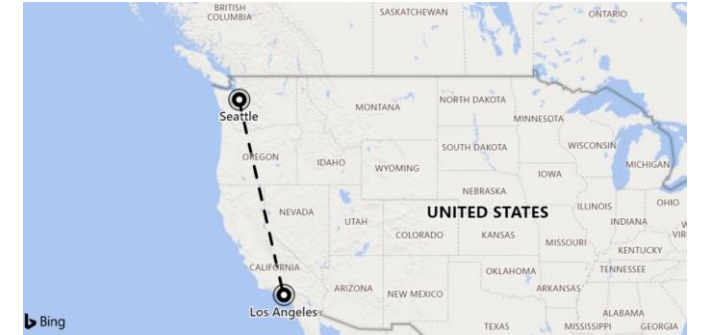 BRITISH
COLUMBIA
SASKATCHEWAN
ONTARIO
Seattle
MONTANA
NORTH DAKOTA
MINNESOTA
OREGON
IDAHO
WYOMING
SOUTH DAKOTA
WISCONSIN
MICHIGAN
IOWA
NEBRASKA
NEVADA
UTAH
UNITED STATES
ILLINOIS
INDIANA
OHIO
COLORADO
KANSAS
MISSOURI
KENTUCKY
CALIFORNIA
OKLAHOMA
TENNESSEE
ARIZONA
NEW MEXICO
ARKANSAS
Los Angeles
ALABAMA
TEXAS
MISSISSIPPI
GEORGIA
Bing